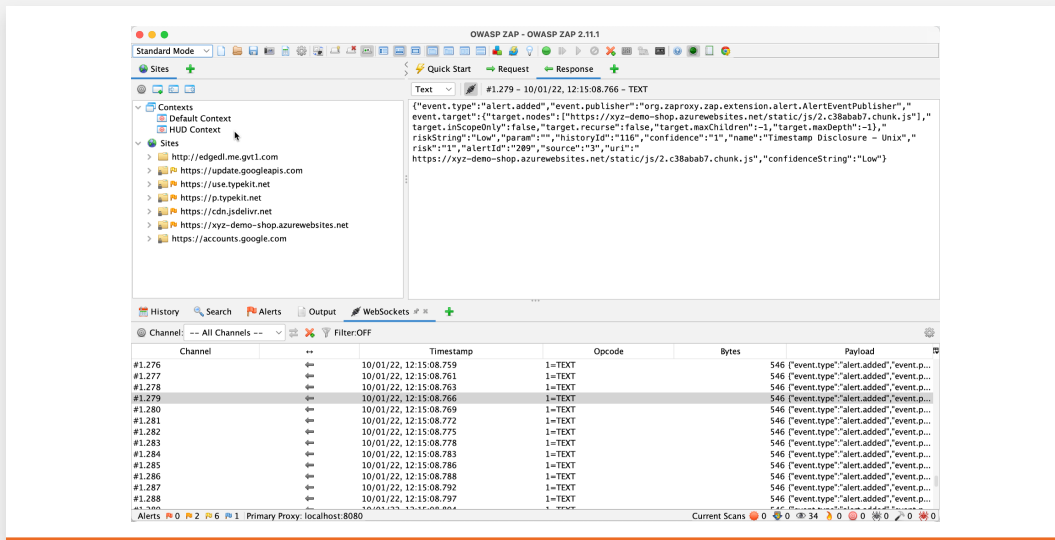 OWASP ZAP - OWASP ZAP 2.11.1
Standard Mode
Sites
Quick Start
Request
Response
Text
#1.279 - 10/01/22, 12:15:08.766 - TEXT
Contexts
Default Context
HUD Context
Sites
http://edgedl.me.gvt1.com
https://update.googleapis.com
https://use.typekit.net
https://p.typekit.net
https://cdn.jsdelivr.net
https://xyz-demo-shop.azurewebsites.net
https://accounts.google.com
{"event.type":"alert.added","event.publisher":"org.zaproxy.zap.extension.alert.AlertEventPublisher","
event.target":{"target.nodes":["https://xyz-demo-shop.azurewebsites.net/static/js/2.c38abab7.chunk.js"],"
target.inScopeOnly":false,"target.recurse":false,"target.maxChildren":-1,"target.maxDepth":-1},"
riskString":"Low","param":"","historyId":"116","confidence":"1","name":"Timestamp Disclosure - Unix","
risk":"1","alertId":"209","source":"3","uri":"
https://xyz-demo-shop.azurewebsites.net/static/js/2.c38abab7.chunk.js","confidenceString":"Low"}
History
Search
Alerts
Output
WebSockets
Channel: -- All Channels -- Filter:OFF
Channel Timestamp Opcode Bytes Payload
#1.276 10/01/22, 12:15:08.759 1=TEXT 546 {"event.type":"alert.added","event.p...
#1.277 10/01/22, 12:15:08.761 1=TEXT 546 {"event.type":"alert.added","event.p...
#1.278 10/01/22, 12:15:08.763 1=TEXT 546 {"event.type":"alert.added","event.p...
#1.279 10/01/22, 12:15:08.766 1=TEXT 546 {"event.type":"alert.added","event.p...
#1.280 10/01/22, 12:15:08.769 1=TEXT 546 {"event.type":"alert.added","event.p...
#1.281 10/01/22, 12:15:08.772 1=TEXT 546 {"event.type":"alert.added","event.p...
#1.282 10/01/22, 12:15:08.775 1=TEXT 546 {"event.type":"alert.added","event.p...
#1.283 10/01/22, 12:15:08.778 1=TEXT 546 {"event.type":"alert.added","event.p...
#1.284 10/01/22, 12:15:08.783 1=TEXT 546 {"event.type":"alert.added","event.p...
#1.285 10/01/22, 12:15:08.786 1=TEXT 546 {"event.type":"alert.added","event.p...
#1.286 10/01/22, 12:15:08.788 1=TEXT 546 {"event.type":"alert.added","event.p...
#1.287 10/01/22, 12:15:08.792 1=TEXT 546 {"event.type":"alert.added","event.p...
#1.288 10/01/22, 12:15:08.797 1=TEXT 546 {"event.type":"alert.added","event.p...
Alerts 0 2 6 1 Primary Proxy: localhost:8080 Current Scans 0 0 34 0 0 0 0 0